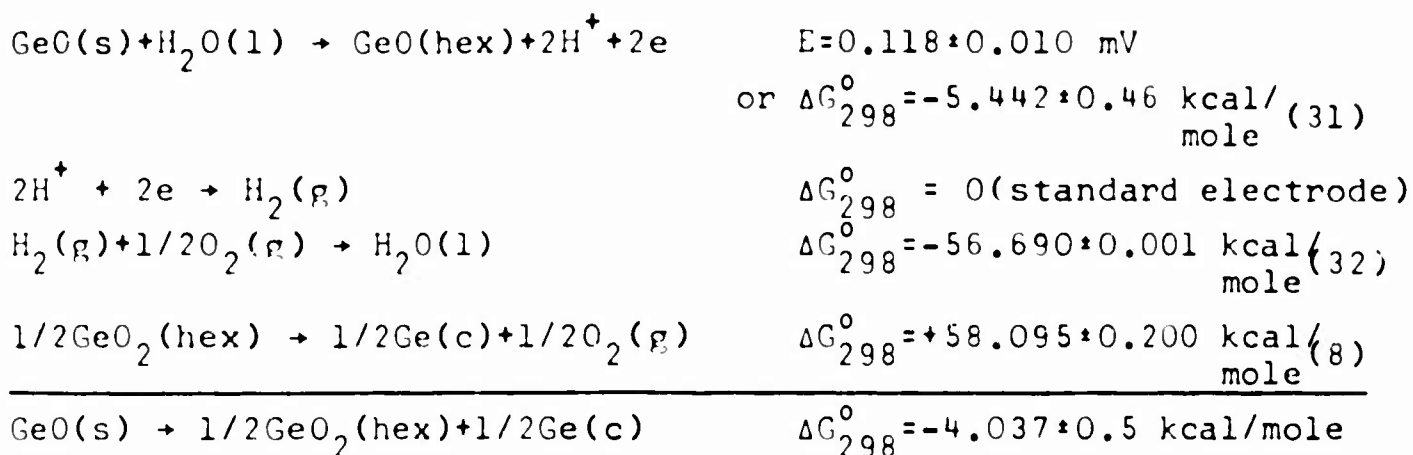 GeO(s)+H₂O(l) → GeO(hex)+2H⁺+2e E=0.118±0.010 mV
or ΔG°₂₉₈=-5.442±0.46 kcal/mole (31)
2H⁺ + 2e → H₂(g) ΔG°₂₉₈ = 0(standard electrode)
H₂(g)+1/2O₂(g) → H₂O(l) ΔG°₂₉₈=-56.690±0.001 kcal/mole (32)
1/2GeO₂(hex) → 1/2Ge(c)+1/2O₂(g) ΔG°₂₉₈=+58.095±0.200 kcal/mole (8)
GeO(s) → 1/2GeO₂(hex)+1/2Ge(c) ΔG°₂₉₈=-4.037±0.5 kcal/mole